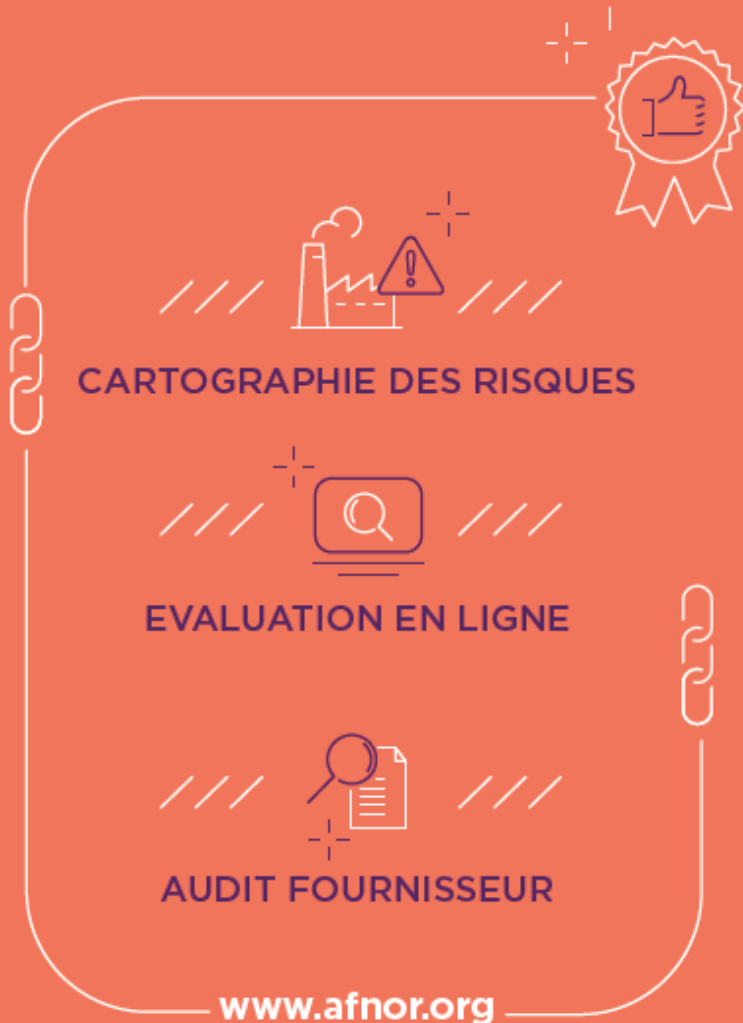 CARTOGRAPHIE DES RISQUES
EVALUATION EN LIGNE
AUDIT FOURNISSEUR
www.afnor.org